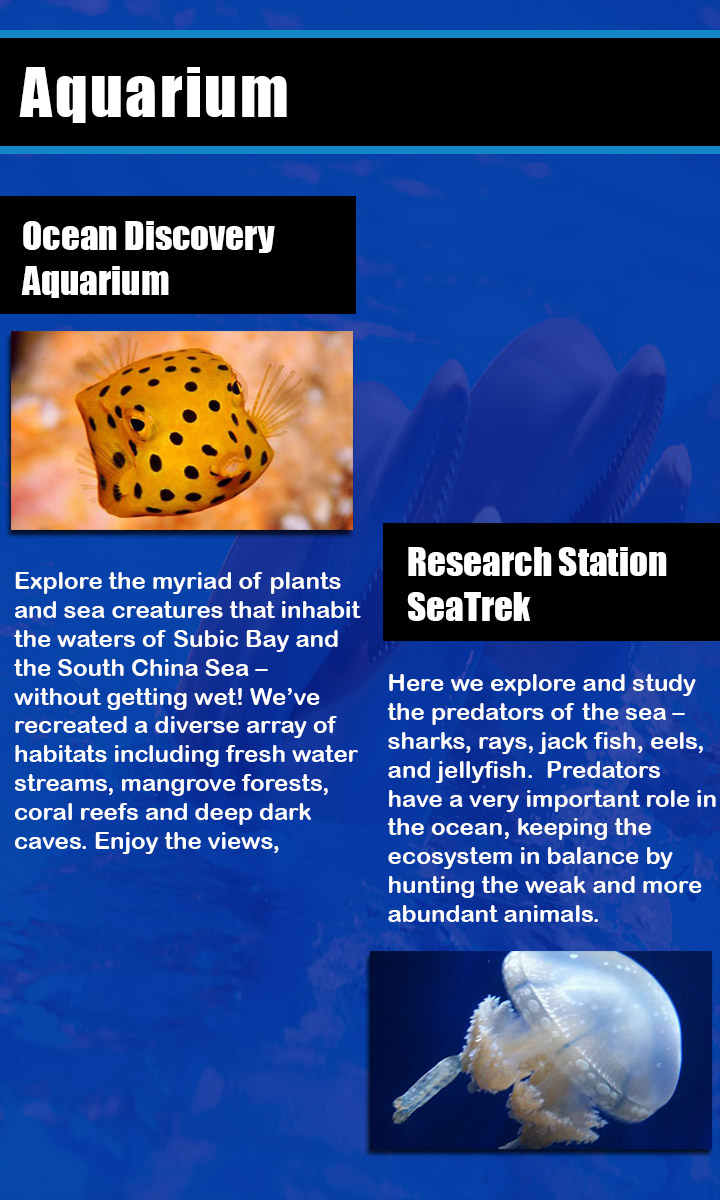 Aquarium
Ocean Discovery
Aquarium
Explore the myriad of plants
and sea creatures that inhabit
the waters of Subic Bay and
the South China Sea –
without getting wet! We’ve
recreated a diverse array of
habitats including fresh water
streams, mangrove forests,
coral reefs and deep dark
caves. Enjoy the views,
Research Station
SeaTrek
Here we explore and study
the predators of the sea –
sharks, rays, jack fish, eels,
and jellyfish.  Predators
have a very important role in
the ocean, keeping the
ecosystem in balance by
hunting the weak and more
abundant animals.